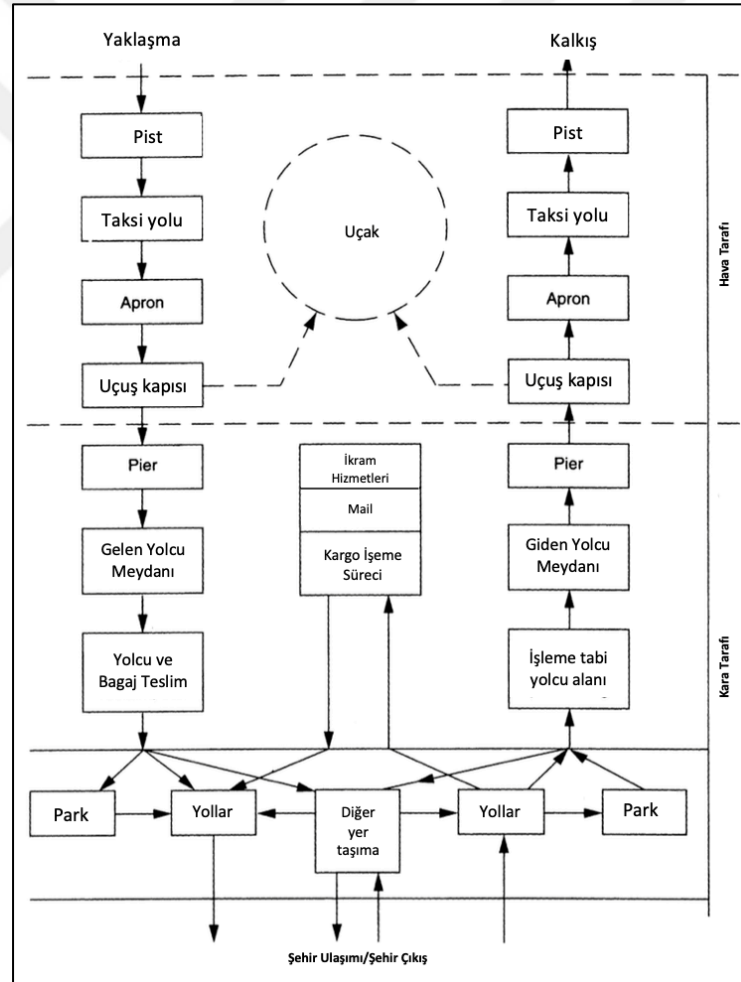 Yaklaşma
Kalkış
Pist
Pist
Taksi yolu
Uçak
Taksi yolu
Apron
Apron
Uçuş kapısı
Uçuş kapısı
Hava Tarafı
Pier
İkram
Hizmetleri
Mail
Kargo İşeme
Süreci
Pier
Gelen Yolcu
Meydanı
Giden Yolcu
Meydanı
Yolcu ve
Bagaj Teslim
İşleme tabi
yolcu alanı
Kara Tarafı
Park
Yollar
Diğer
yer
taşıma
Yollar
Park
Şehir Ulaşımı/Şehir Çıkış